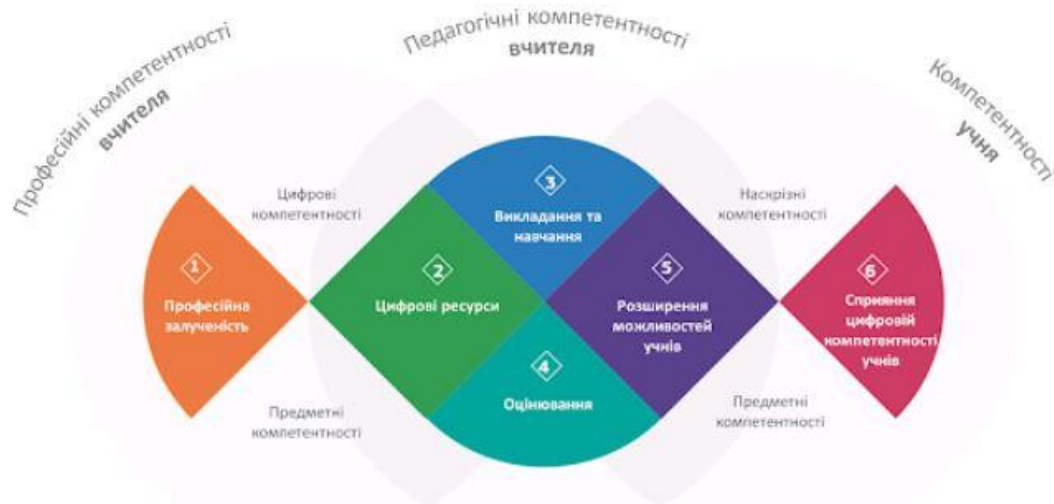 Професійні компетентності
вчителя
Педагогічні компетентності
вчителя
Компетентності
учня
Цифрові
компетентності
Наскрізні
компетентності
1
Професійна
залученість
2
Цифрові ресурси
3
Викладання та
навчання
4
Оцінювання
5
Розширення
можливостей
учнів
6
Сприяння
цифровій
компетентності
учнів
Предметні
компетентності
Предметні
компетентності